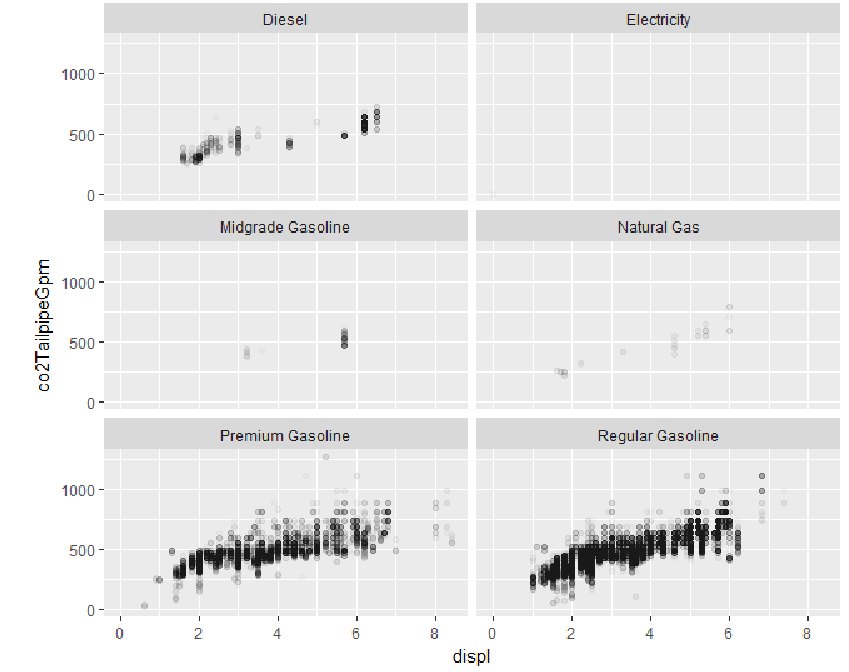 Diesel
Electricity
1000
500
0
Midgrade Gasoline
Natural Gas
1000
500
0
co2TailpipeGpm
Premium Gasoline
Regular Gasoline
1000
500
0
0 2 4 6 8 0 2 4 6 8
displ